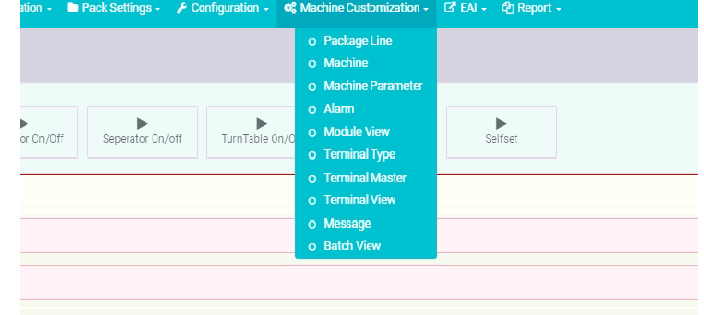 ation Pack Settings Configuration Machine Customization EAI Report
Package Line
Machine
Machine Parameter
Alarm
Module View
Terminal Type
Terminal Master
Terminal View
Message
Batch View
or On/Off Seperator On/off TurnTable On/O Selfset